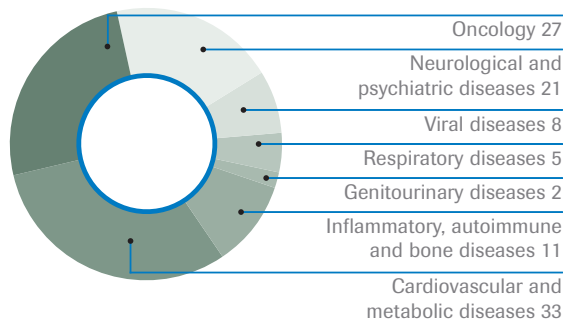 Oncology 27
Neurological and
psychiatric diseases 21
Viral diseases 8
Respiratory diseases 5
Genitourinary diseases 2
Inflammatory, autoimmune
and bone diseases 11
Cardiovascular and
metabolic diseases 33